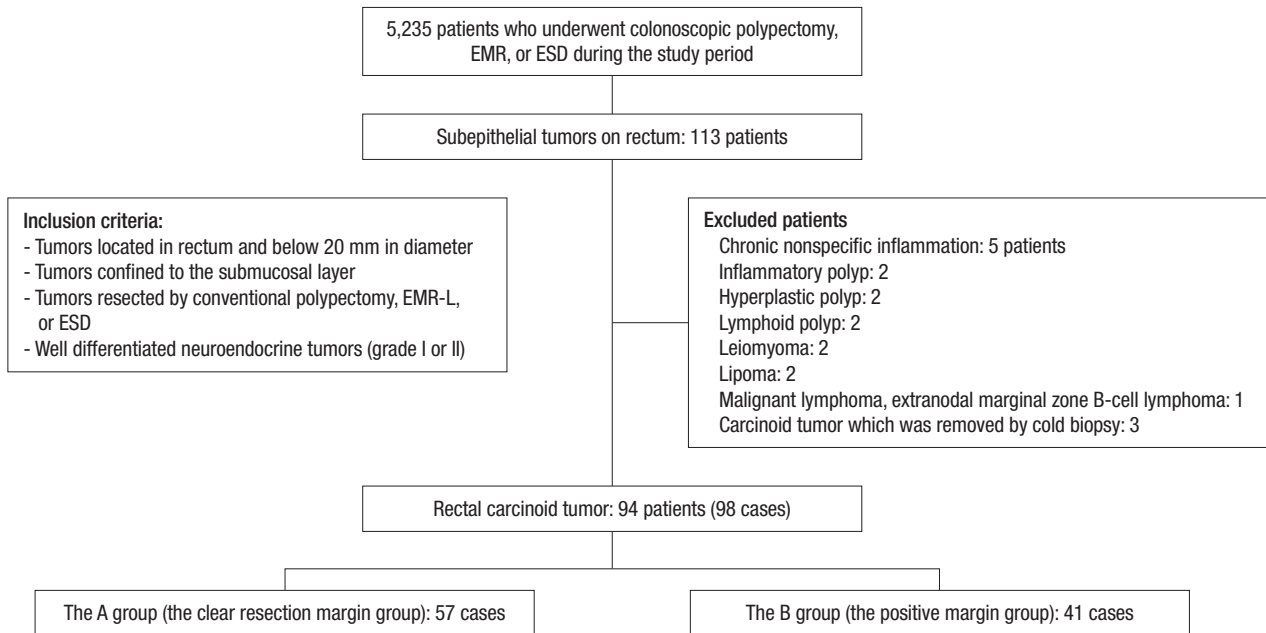 5,235 patients who underwent colonoscopic polypectomy,
EMR, or ESD during the study period
Subepithelial tumors on rectum: 113 patients
Inclusion criteria:
- Tumors located in rectum and below 20 mm in diameter
- Tumors confined to the submucosal layer
- Tumors resected by conventional polypectomy, EMR-L,
or ESD
- Well differentiated neuroendocrine tumors (grade I or II)
Excluded patients
Chronic nonspecific inflammation: 5 patients
Inflammatory polyp: 2
Hyperplastic polyp: 2
Lymphoid polyp: 2
Leiomyoma: 2
Lipoma: 2
Malignant lymphoma, extranodal marginal zone B-cell lymphoma: 1
Carcinoid tumor which was removed by cold biopsy: 3
Rectal carcinoid tumor: 94 patients (98 cases)
The A group (the clear resection margin group): 57 cases
The B group (the positive margin group): 41 cases